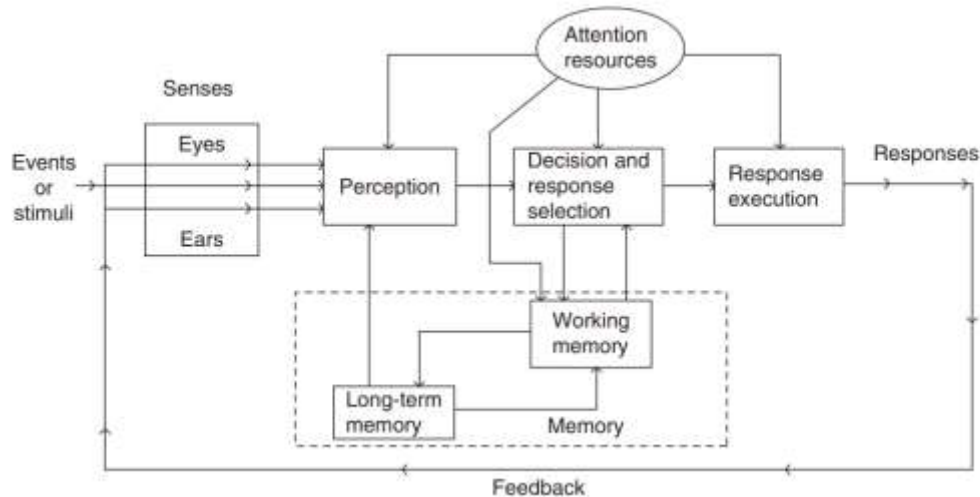 Attention
resources
Senses
Eyes
Events
or
stimuli
Perception
Decision and
response
selection
Response
execution
Responses
Ears
Working
memory
Long-term
memory
Memory
Feedback